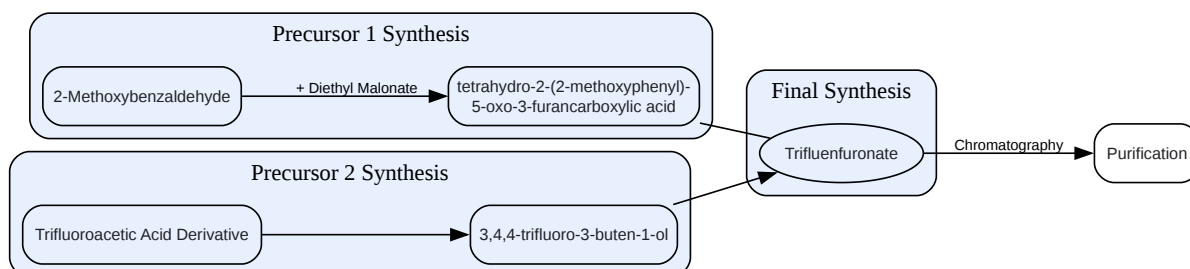 Precursor 1 Synthesis
2-Methoxybenzaldehyde
+ Diethyl Malonate
tetrahydro-2-(2-methoxyphenyl)-
5-oxo-3-furancarboxylic acid
Precursor 2 Synthesis
Trifluoroacetic Acid Derivative
3,4,4-trifluoro-3-buten-1-ol
Final Synthesis
Trifluenfuronate
Chromatography
Purification